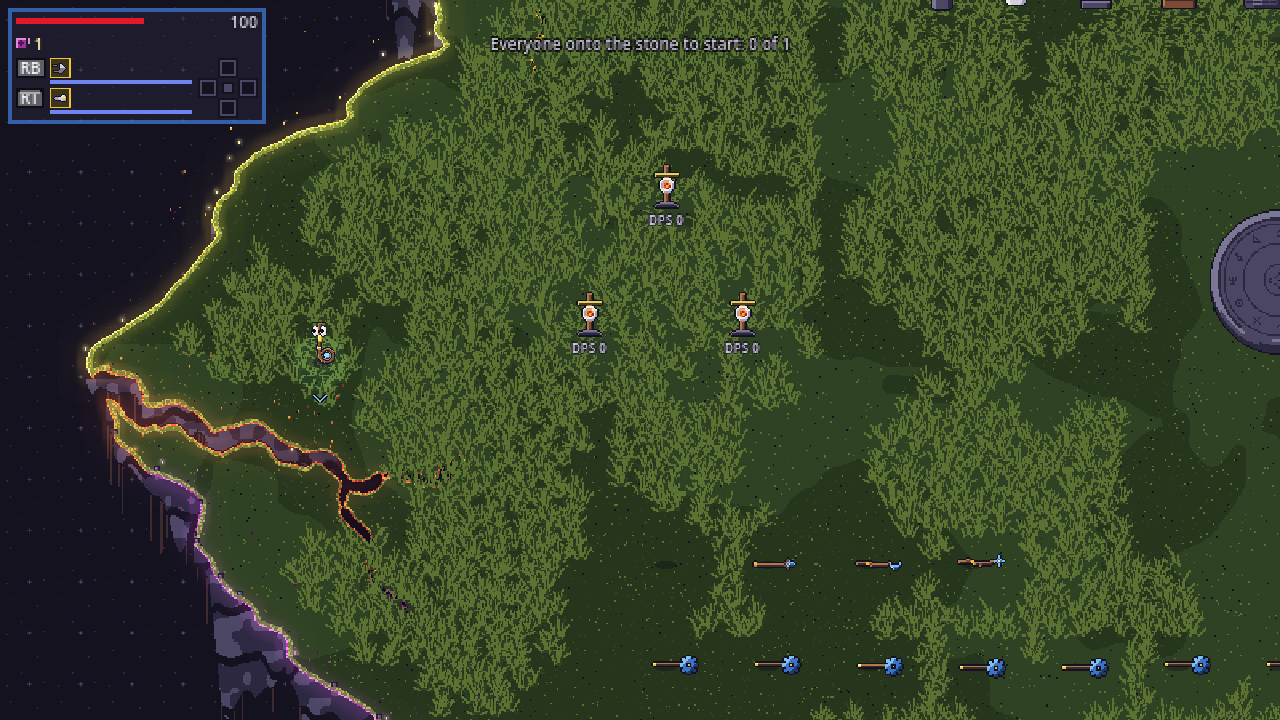 100
1
RB
RT
Everyone onto the stone to start: 0 of 1
DPS 0
DPS 0
DPS 0